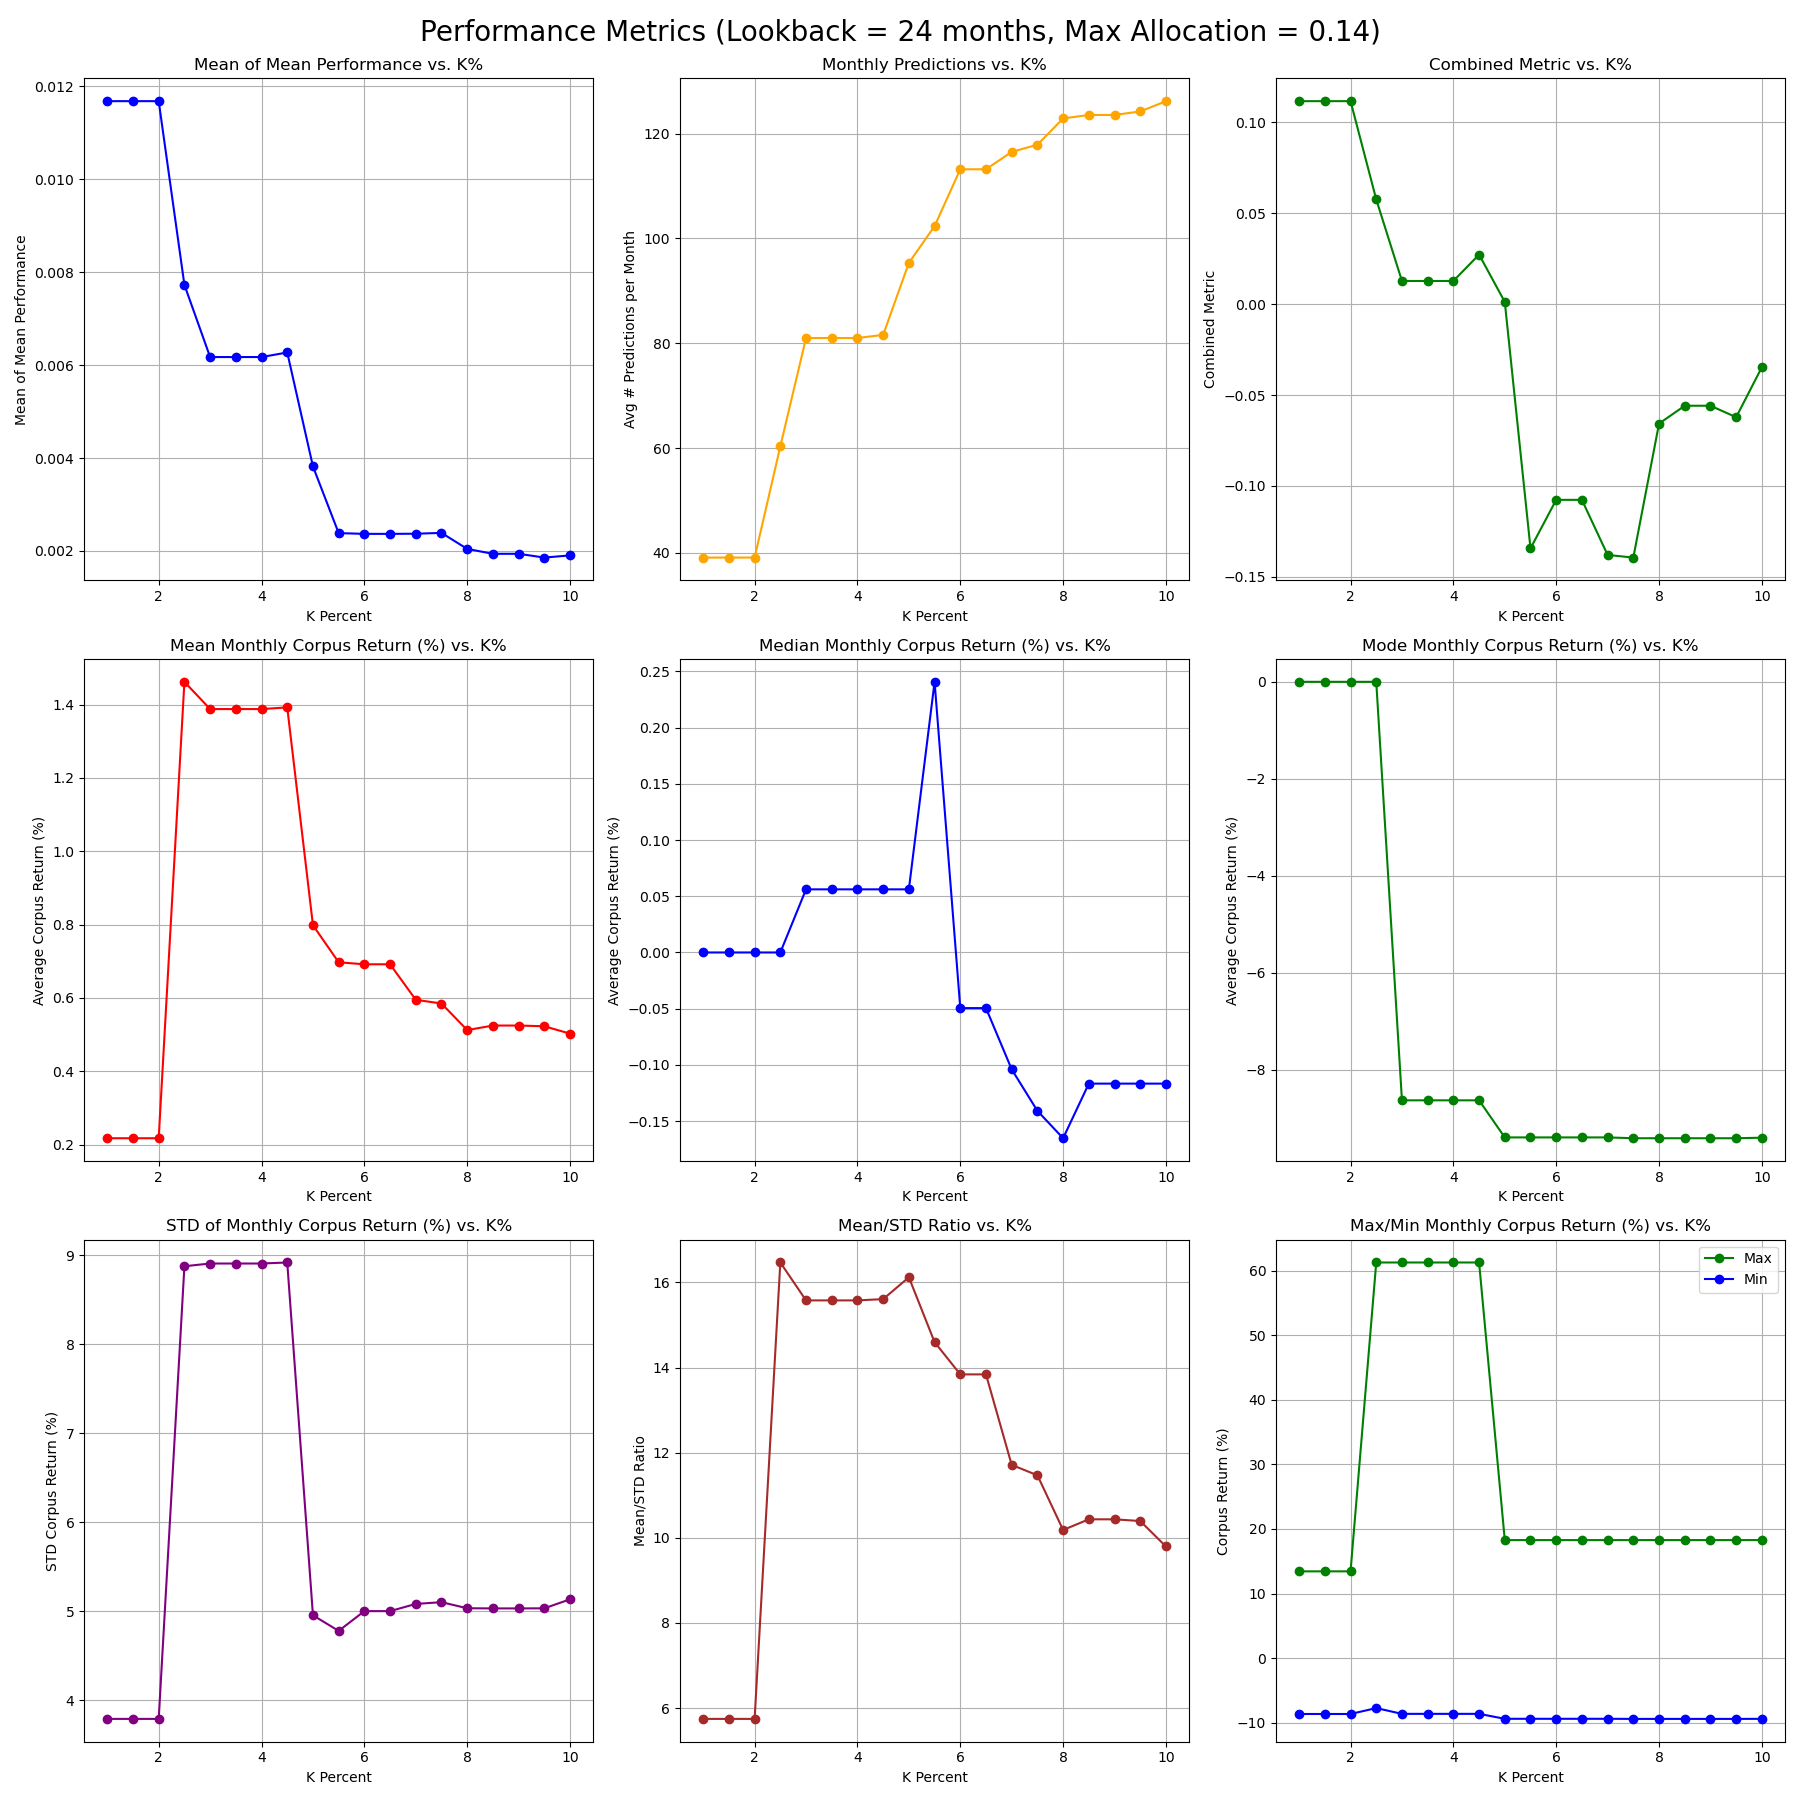 Performance Metrics (Lookback = 24 months, Max Allocation = 0.14)
Mean of Mean Performance vs. K%
Mean of Mean Performance
0.012
0.010
0.008
0.006
0.004
0.002
2 4 6 8 10
K Percent
Monthly Predictions vs. K%
Avg # Predictions per Month
120
100
80
60
40
2 4 6 8 10
K Percent
Combined Metric vs. K%
Combined Metric
0.10
0.05
0.00
−0.05
−0.10
−0.15
2 4 6 8 10
K Percent
Mean Monthly Corpus Return (%) vs. K%
Average Corpus Return (%)
1.4
1.2
1.0
0.8
0.6
0.4
0.2
2 4 6 8 10
K Percent
Median Monthly Corpus Return (%) vs. K%
Average Corpus Return (%)
0.25
0.20
0.15
0.10
0.05
0.00
−0.05
−0.10
−0.15
2 4 6 8 10
K Percent
Mode Monthly Corpus Return (%) vs. K%
Average Corpus Return (%)
0
−2
−4
−6
−8
2 4 6 8 10
K Percent
STD of Monthly Corpus Return (%) vs. K%
STD Corpus Return (%)
9
8
7
6
5
4
2 4 6 8 10
K Percent
Mean/STD Ratio vs. K%
Mean/STD Ratio
16
14
12
10
8
6
2 4 6 8 10
K Percent
Max/Min Monthly Corpus Return (%) vs. K%
Corpus Return (%)
Max
Min
60
50
40
30
20
10
0
−10
2 4 6 8 10
K Percent